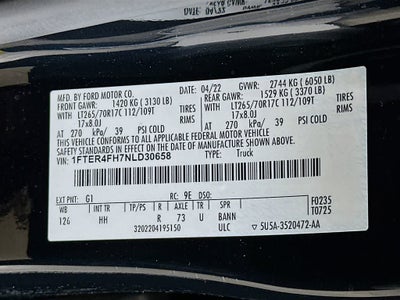 MFD. BY FORD MOTOR CO.
04/22 GVWR: 2744 KG ( 6050 LB)
FRONT GAWR: 1420 KG ( 3130 LB) REAR GAWR: 1529 KG ( 3370 LB)
WITH LT265/70R17C 112/109T TIRES WITH LT265/70R17C 112/109T TIRES
17x8.0J RIMS 17x8.0J RIMS
AT 270 kPa/ 39 PSI COLD AT 270 kPa/ 39 PSI COLD
THIS VEHICLE CONFORMS TO ALL APPLICABLE FEDERAL MOTOR VEHICLE
SAFETY STANDARDS IN EFFECT ON THE DATE OF MANUFACTURE SHOWN ABOVE.
VIN: 1FTER4FH7NLD30658 TYPE: Truck
F0235
T0725
EXT PNT: G1 RC: 9E DSO:
WB INT TR TP/PS R AX TR SPR
126 HH R 73 U BANN
3202204195150 ULC 5U5A-3520472-AA